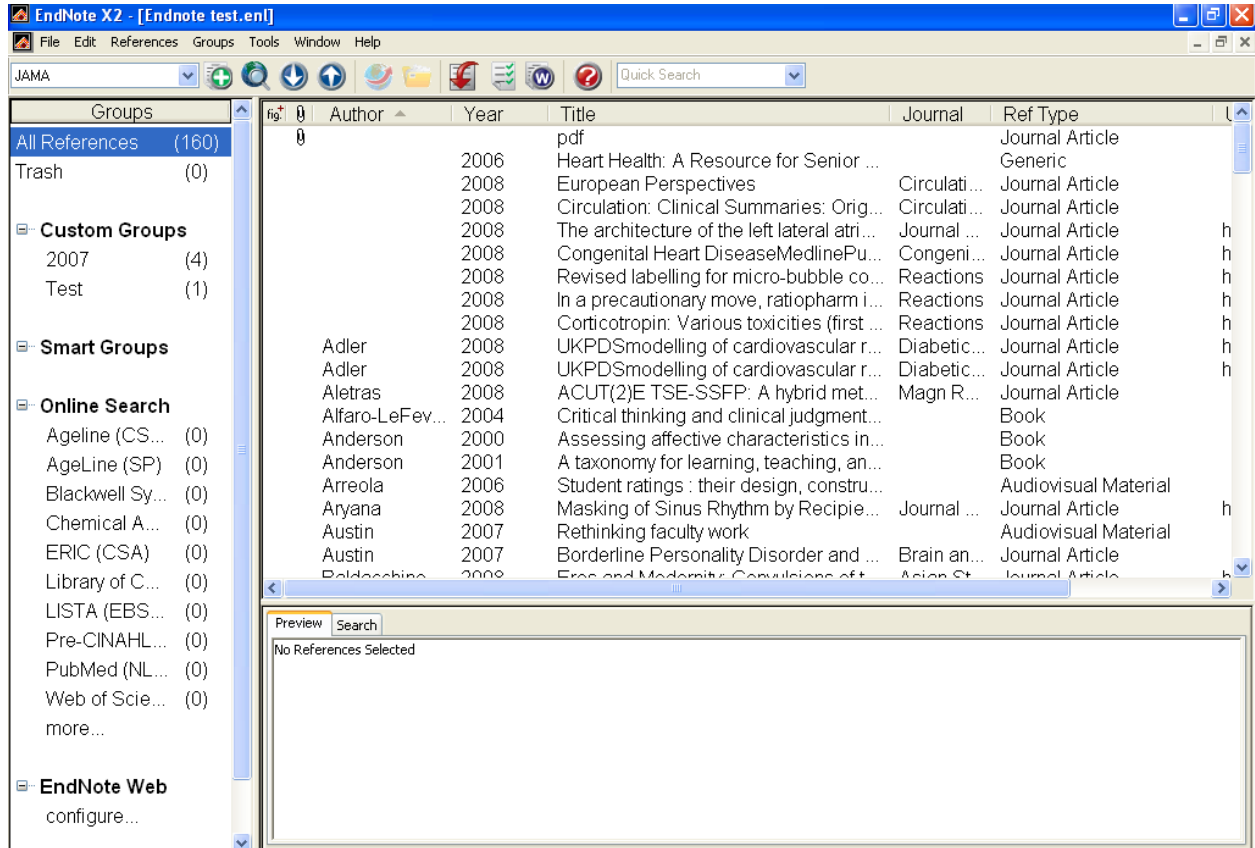 EndNote X2 - [Endnote test.enl]
File Edit References Groups Tools Window Help
JAMA Quick Search
Groups
All References (160)
Trash (0)
Custom Groups
2007 (4)
Test (1)
Smart Groups
Online Search
Ageline (CS... (0)
AgeLine (SP) (0)
Blackwell Sy... (0)
Chemical A... (0)
ERIC (CSA) (0)
Library of C... (0)
LISTA (EBS... (0)
Pre-CINAHL... (0)
PubMed (NL... (0)
Web of Scie... (0)
more...
EndNote Web
configure...
fig. Author Year Title Journal Ref Type
pdf Journal Article
2006 Heart Health: A Resource for Senior ... Generic
2008 European Perspectives Circulati... Journal Article
2008 Circulation: Clinical Summaries: Orig... Circulati... Journal Article
2008 The architecture of the left lateral atri... Journal ... Journal Article h
2008 Congenital Heart DiseaseMedlinePu... Congeni... Journal Article h
2008 Revised labelling for micro-bubble co... Reactions Journal Article h
2008 In a precautionary move, ratiopharm i... Reactions Journal Article h
2008 Corticotropin: Various toxicities (first ... Reactions Journal Article h
Adler 2008 UKPDSmodelling of cardiovascular r... Diabetic... Journal Article h
Adler 2008 UKPDSmodelling of cardiovascular r... Diabetic... Journal Article h
Aletras 2008 ACUT(2)E TSE-SSFP: A hybrid met... Magn R... Journal Article
Alfaro-LeFev... 2004 Critical thinking and clinical judgment... Book
Anderson 2000 Assessing affective characteristics in... Book
Anderson 2001 A taxonomy for learning, teaching, an... Book
Arreola 2006 Student ratings : their design, constru... Audiovisual Material
Aryana 2008 Masking of Sinus Rhythm by Recipie... Journal ... Journal Article h
Austin 2007 Rethinking faculty work Audiovisual Material
Austin 2007 Borderline Personality Disorder and ... Brain an... Journal Article
Baldacchino 2008 Eros and Modernity: Convulsions of t... Asian St... Journal Article h
Preview Search
No References Selected